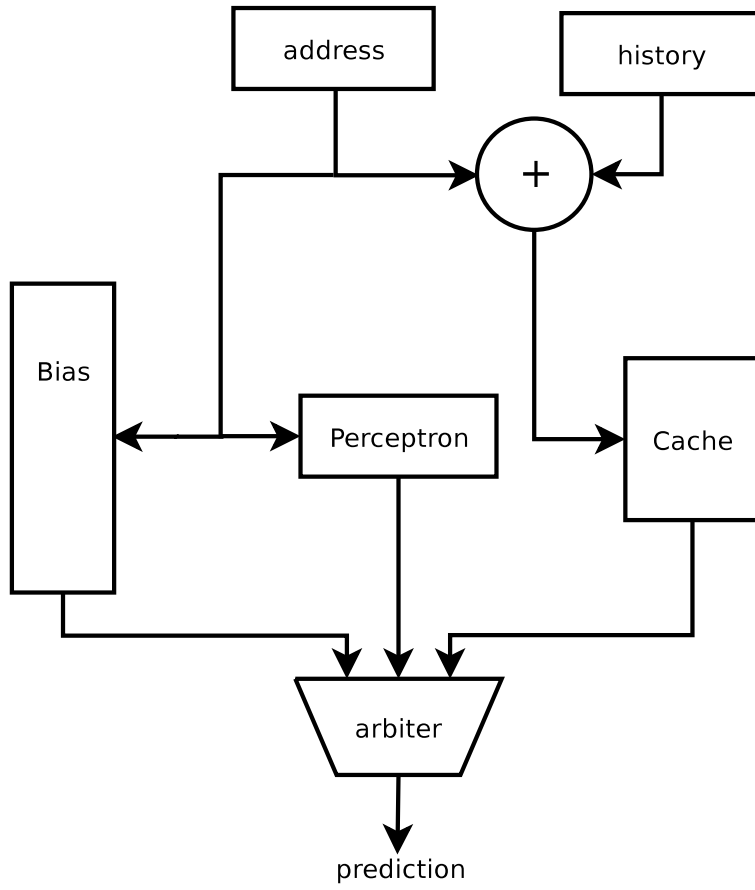 address
history
+
Bias
Perceptron
Cache
arbiter
prediction